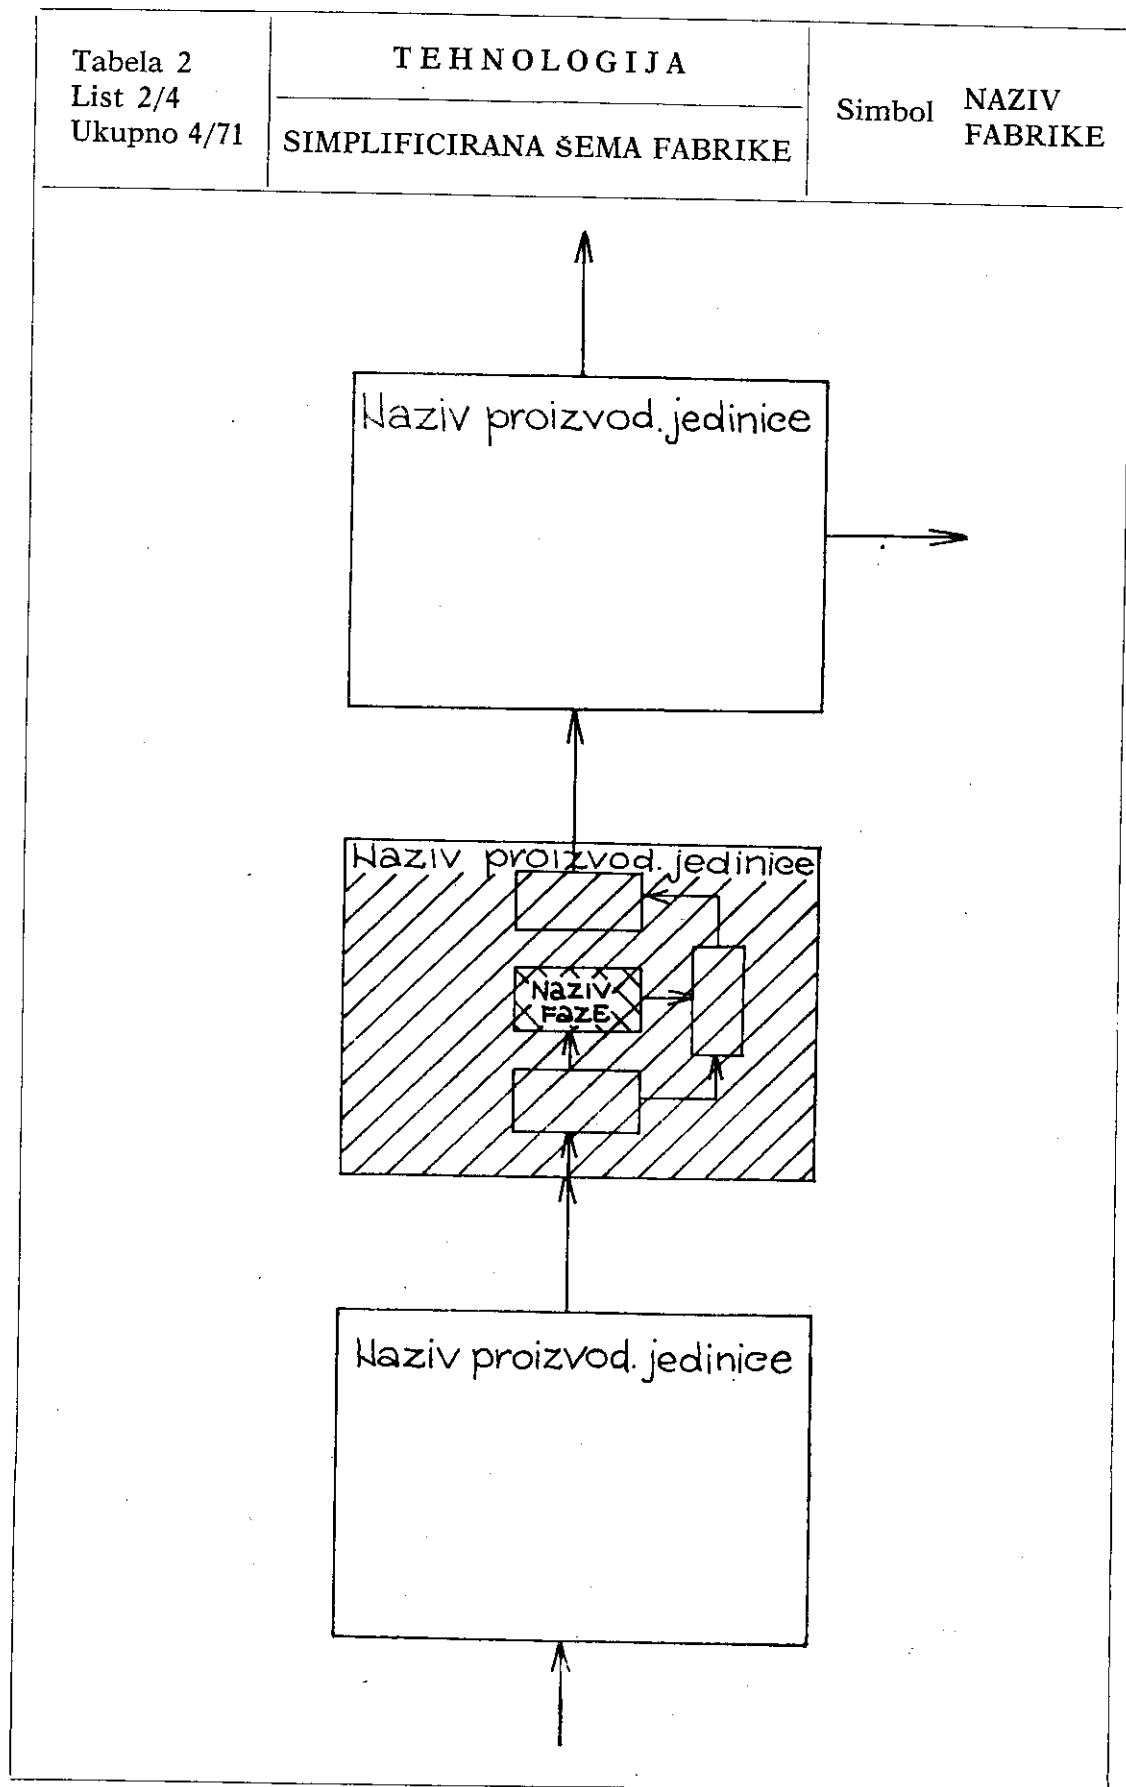 Tabela 2
List 2/4
Ukupno 4/71
TEHNOLOGIJA
SIMPLIFICIRANA ŠEMA FABRIKE
Simbol
NAZIV
FABRIKE
Naziv proizvod. jedinice
Naziv proizvod. jedinice
NAZIV
FAZE
Naziv proizvod. jedinice